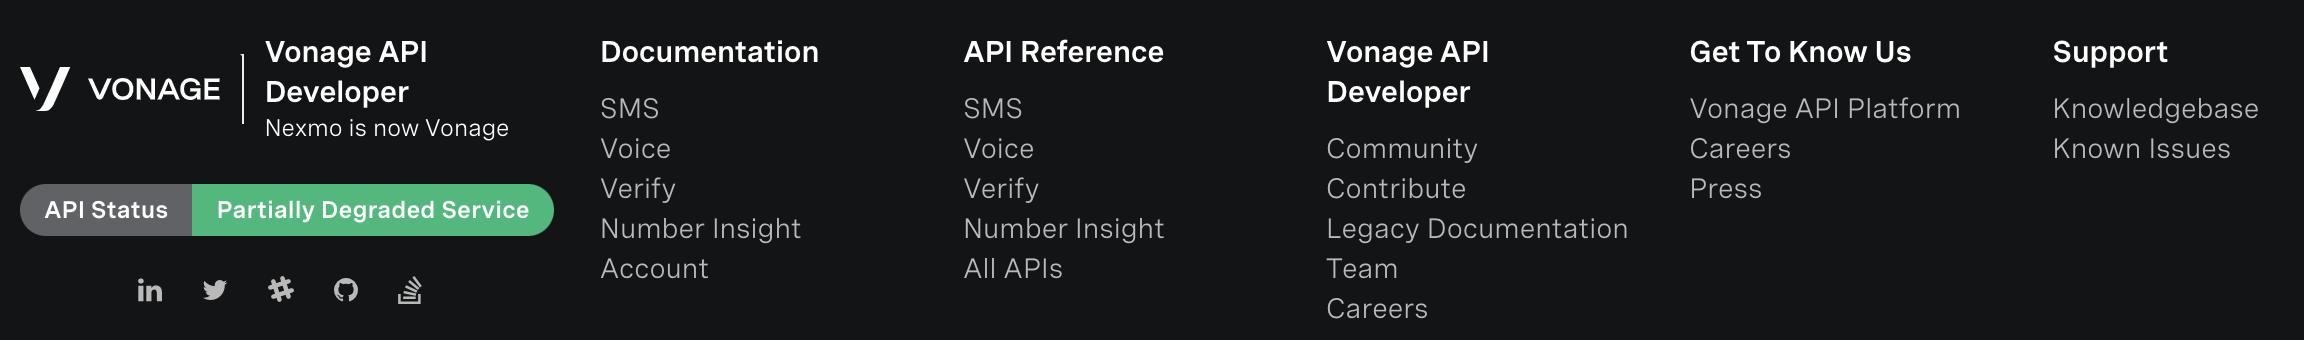 VONAGE
Vonage API
Developer
Nexmo is now Vonage
API Status
Partially Degraded Service
in
Documentation
SMS
Voice
Verify
Number Insight
Account
API Reference
SMS
Voice
Verify
Number Insight
All APIs
Vonage API
Developer
Community
Contribute
Legacy Documentation
Team
Careers
Get To Know Us
Vonage API Platform
Careers
Press
Support
Knowledgebase
Known Issues